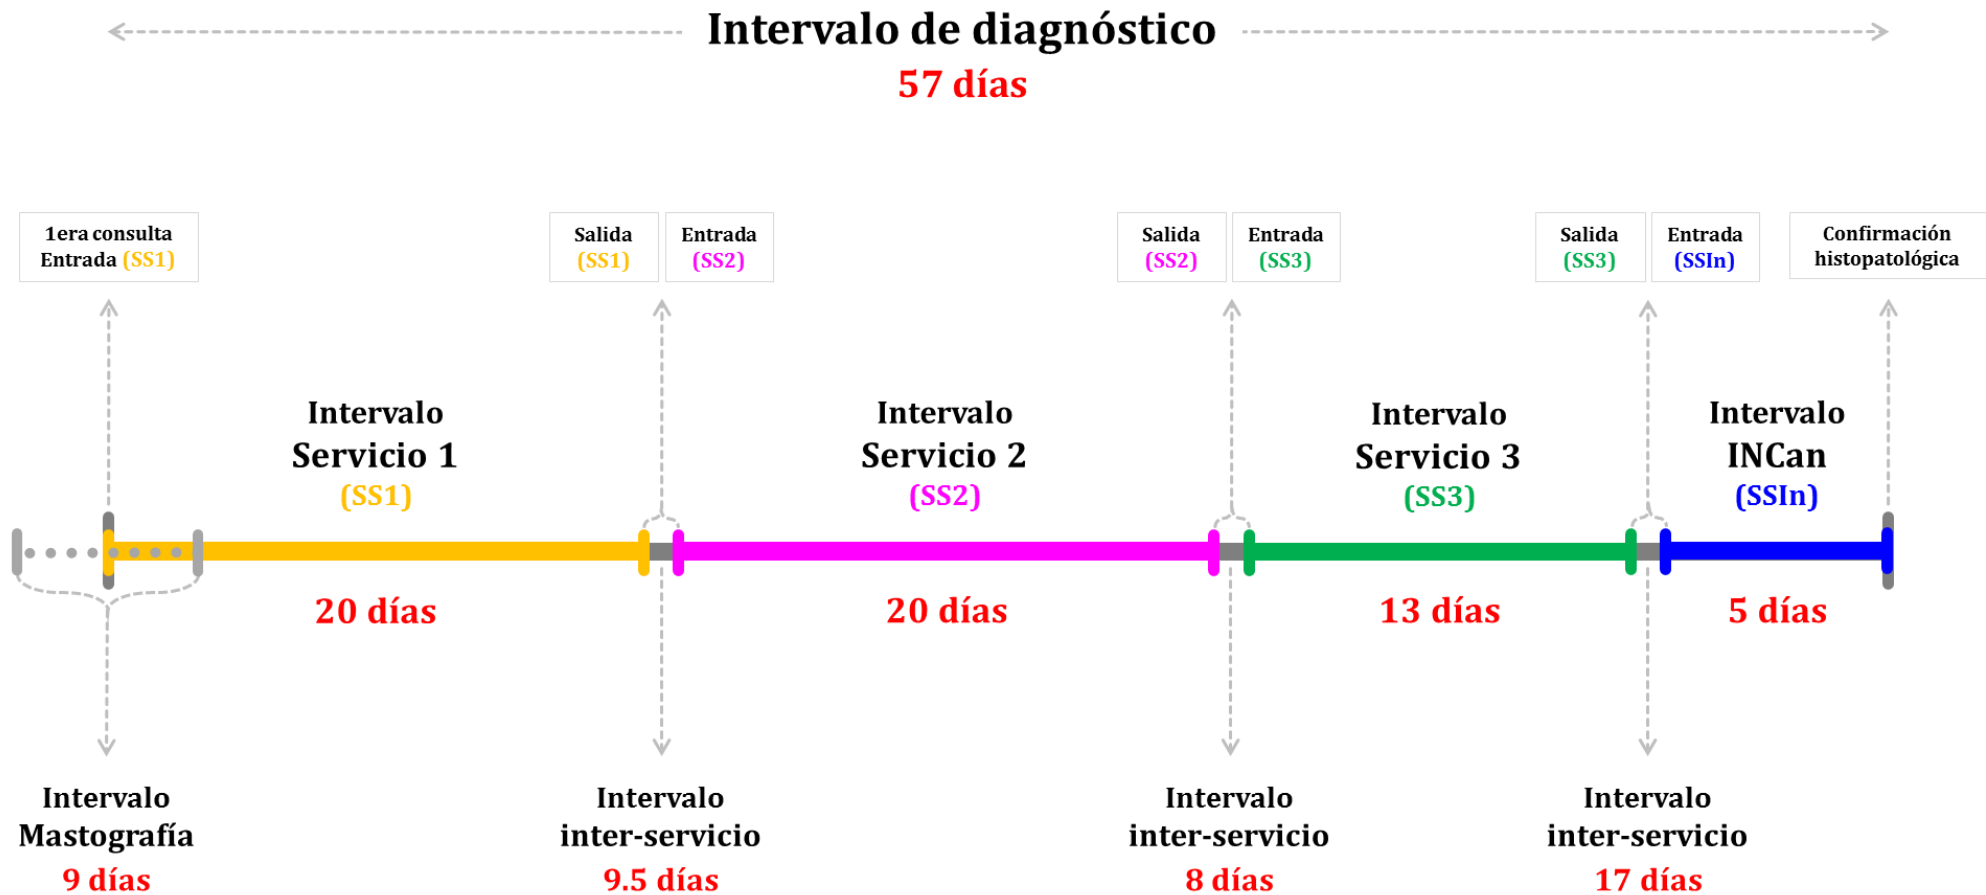 Intervalo de diagnóstico
57 días
1era consulta
Entrada (SS1)
Salida
(SS1)
Entrada
(SS2)
Salida
(SS2)
Entrada
(SS3)
Salida
(SS3)
Entrada
(SSIn)
Confirmación
histopatológica
Intervalo
Servicio 1
(SS1)
Intervalo
Servicio 2
(SS2)
Intervalo
Servicio 3
(SS3)
Intervalo
INCan
(SSIn)
20 días
20 días
13 días
5 días
Intervalo
Mastografía
9 días
Intervalo
inter-servicio
9.5 días
Intervalo
inter-servicio
8 días
Intervalo
inter-servicio
17 días